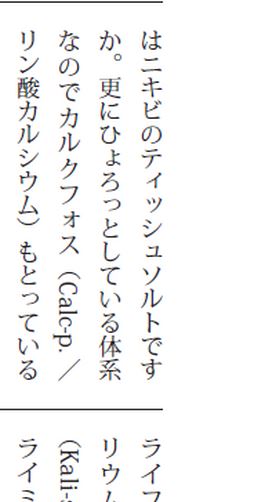 はニキビのティッシュソルトです
か。更にひょろっとしている体系
なのでカルクフォス（Calc-p.／
リン酸カルシウム）もとっている
ライフ
リウム
(Kali-
ライミ